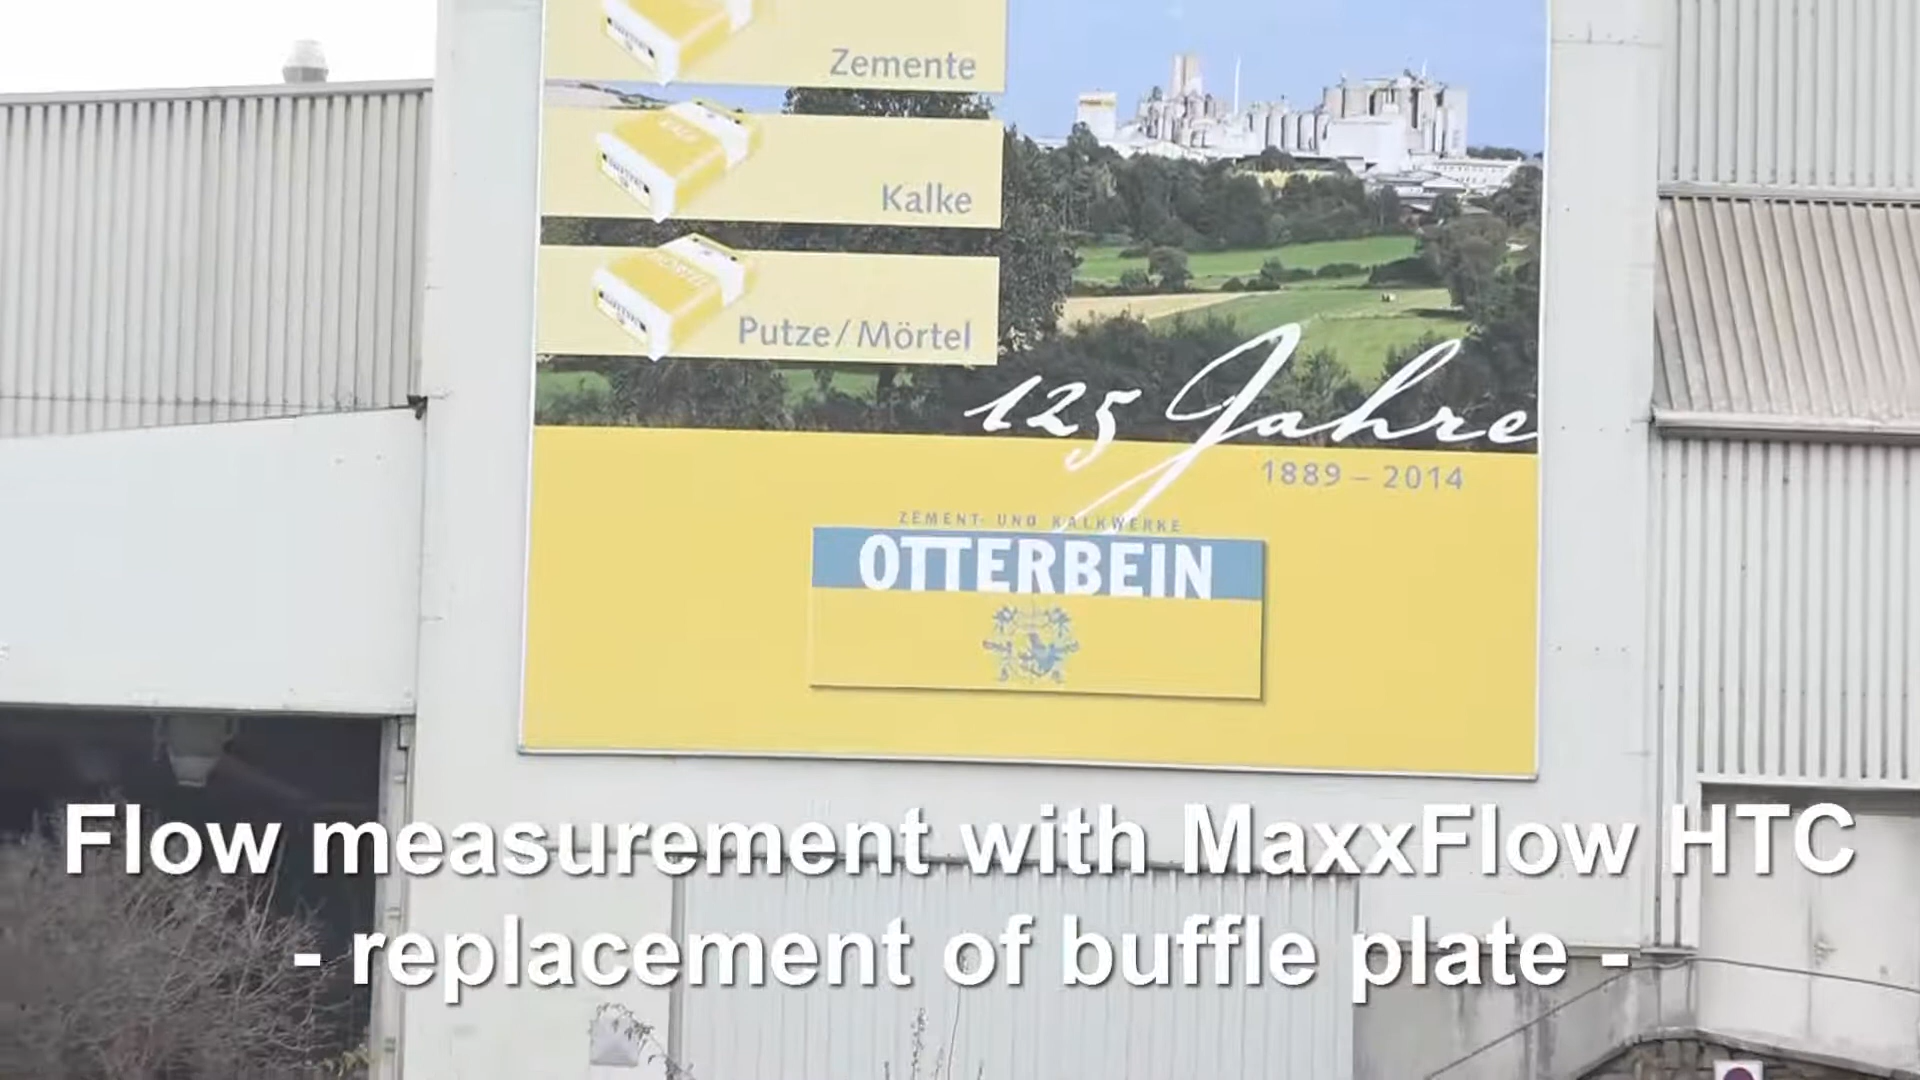 Zemente
Kalke
Putze/Mörtel
125 Jahre
1889 – 2014
ZEMENT- UND KALKWERKE
OTTERBEIN
Flow measurement with MaxxFlow HTC
- replacement of buffle plate -